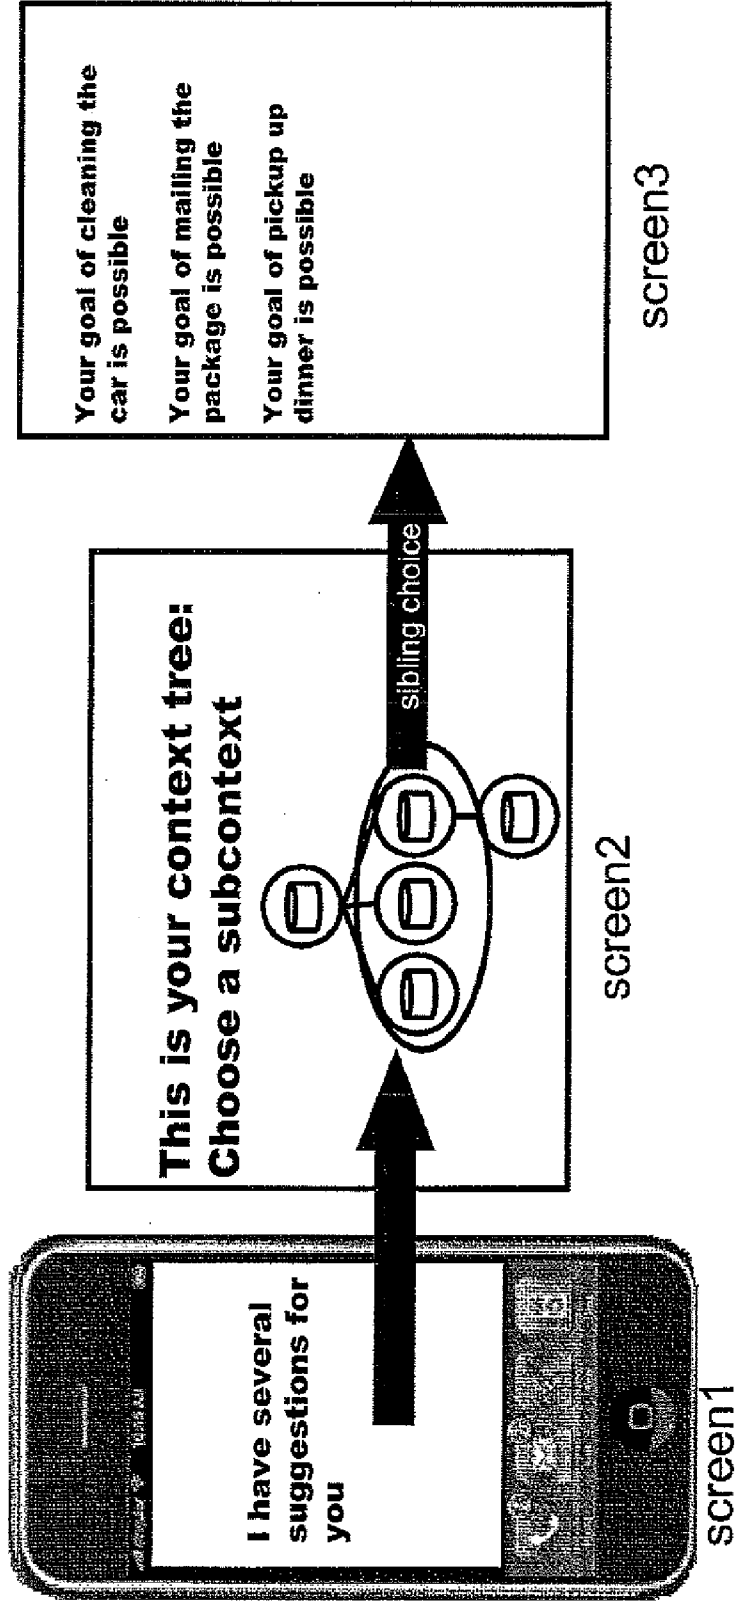 I have several
suggestions for
you
screen1
This is your context tree:
Choose a subcontext
sibling choice
screen2
Your goal of cleaning the
car is possible
Your goal of mailing the
package is possible
Your goal of pickup up
dinner is possible
screen3